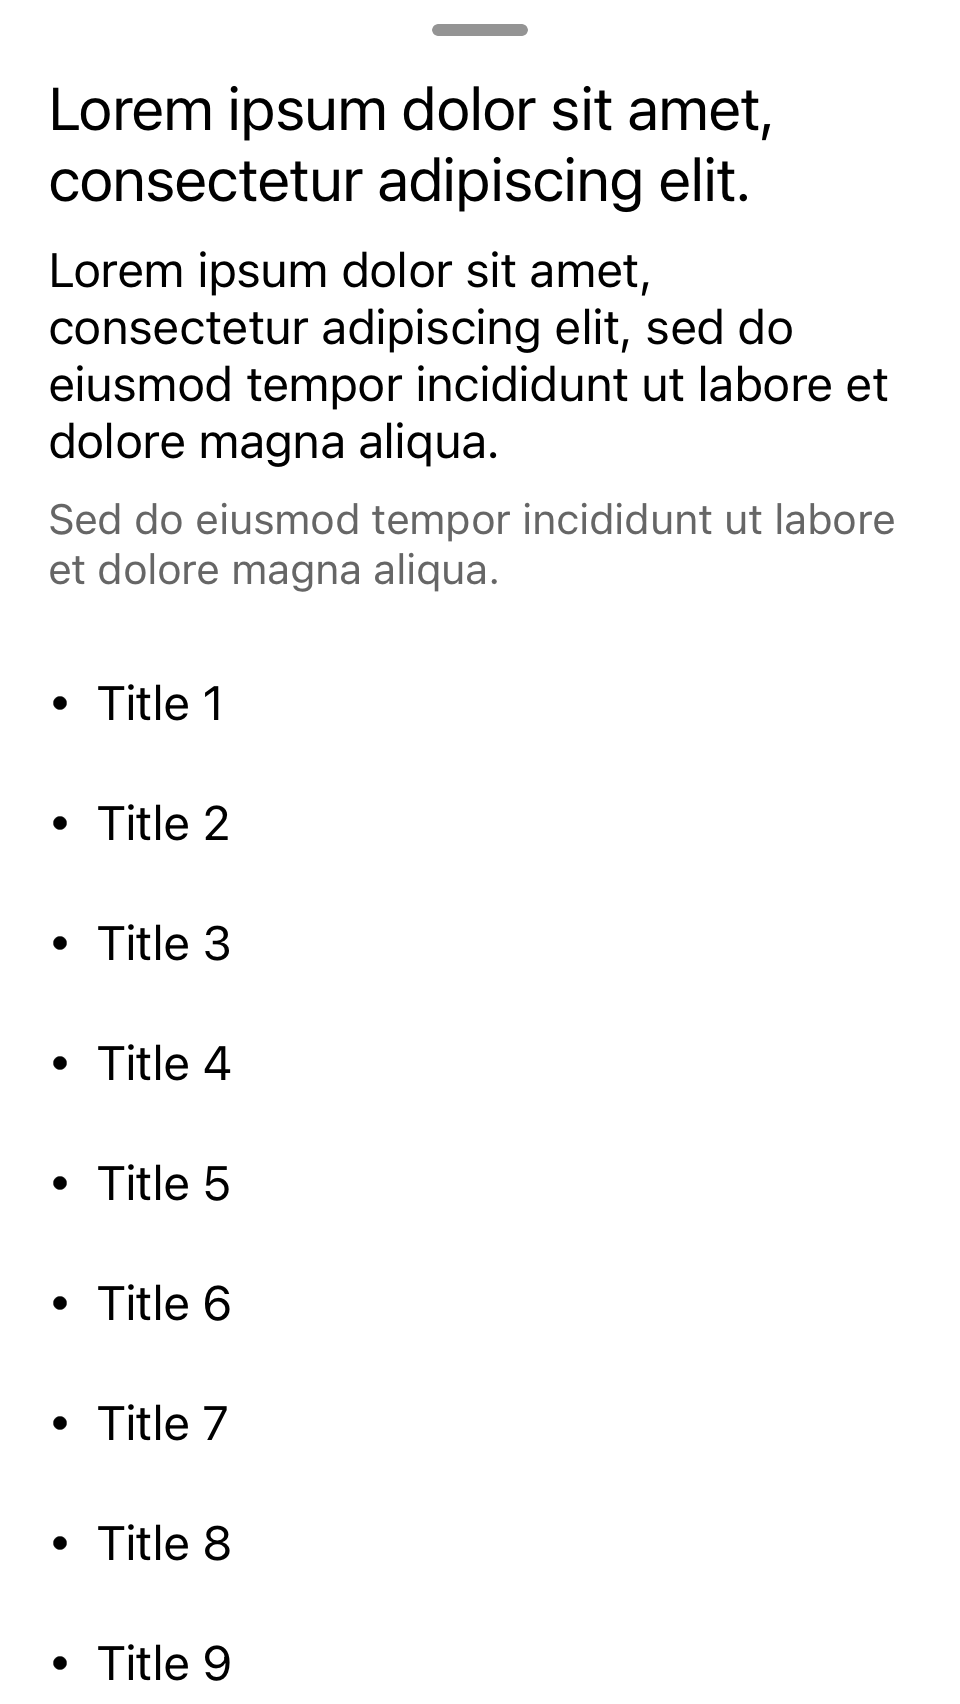 Lorem ipsum dolor sit amet,
consectetur adipiscing elit.
Lorem ipsum dolor sit amet,
consectetur adipiscing elit, sed do
eiusmod tempor incididunt ut labore et
dolore magna aliqua.
Sed do eiusmod tempor incididunt ut labore
et dolore magna aliqua.
• Title 1
• Title 2
• Title 3
• Title 4
• Title 5
• Title 6
• Title 7
• Title 8
• Title 9